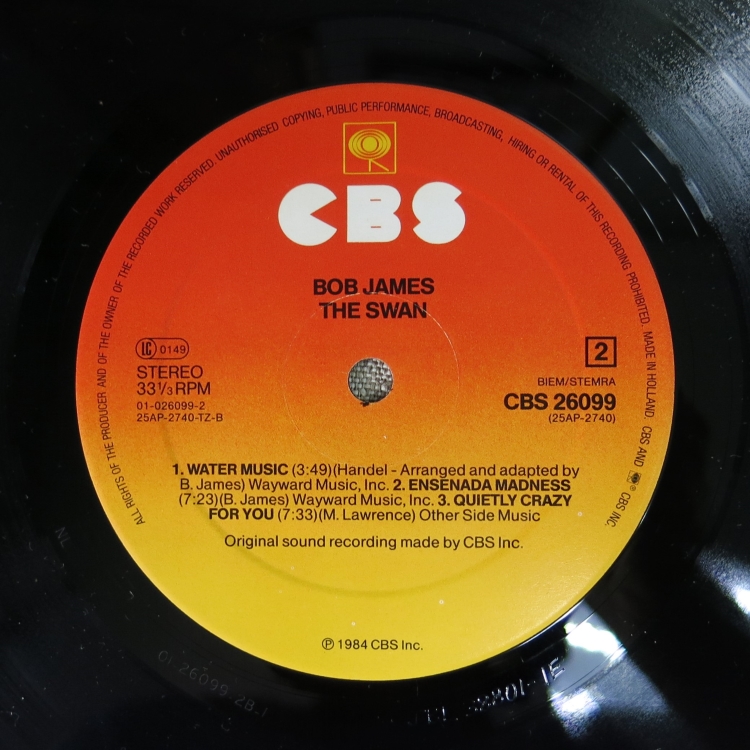 ALL RIGHTS OF THE PRODUCER AND OF THE OWNER OF THE RECORDED WORK RESERVED. UNAUTHORISED COPYING, PUBLIC PERFORMANCE, BROADCASTING, HIRING OR RENTAL OF THIS RECORDING PROHIBITED. MADE IN HOLLAND. CBS AND ® CBS INC.
CBS
BOB JAMES
THE SWAN
LC 0149
STEREO
33⅓ RPM
01-026099-2
25AP-2740-TZ-B
2
BIEM/STEMRA
CBS 26099
(25AP-2740)
1. WATER MUSIC (3:49)(Handel - Arranged and adapted by
B. James) Wayward Music, Inc. 2. ENSENADA MADNESS
(7:23)(B. James) Wayward Music, Inc. 3. QUIETLY CRAZY
FOR YOU (7:33)(M. Lawrence) Other Side Music
Original sound recording made by CBS Inc.
℗ 1984 CBS Inc.